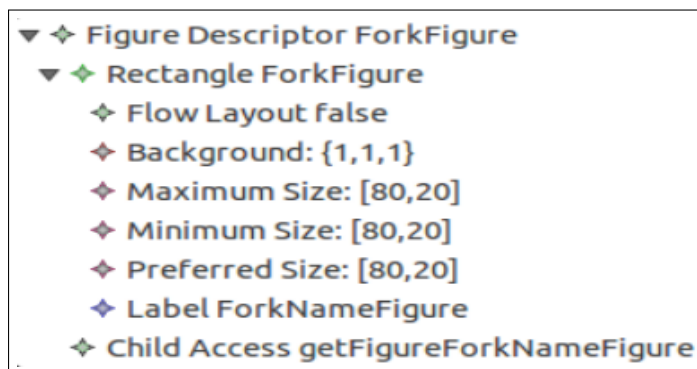 Figure Descriptor ForkFigure
Rectangle ForkFigure
Flow Layout false
Background: {1,1,1}
Maximum Size: [80,20]
Minimum Size: [80,20]
Preferred Size: [80,20]
Label ForkNameFigure
Child Access getFigureForkNameFigure